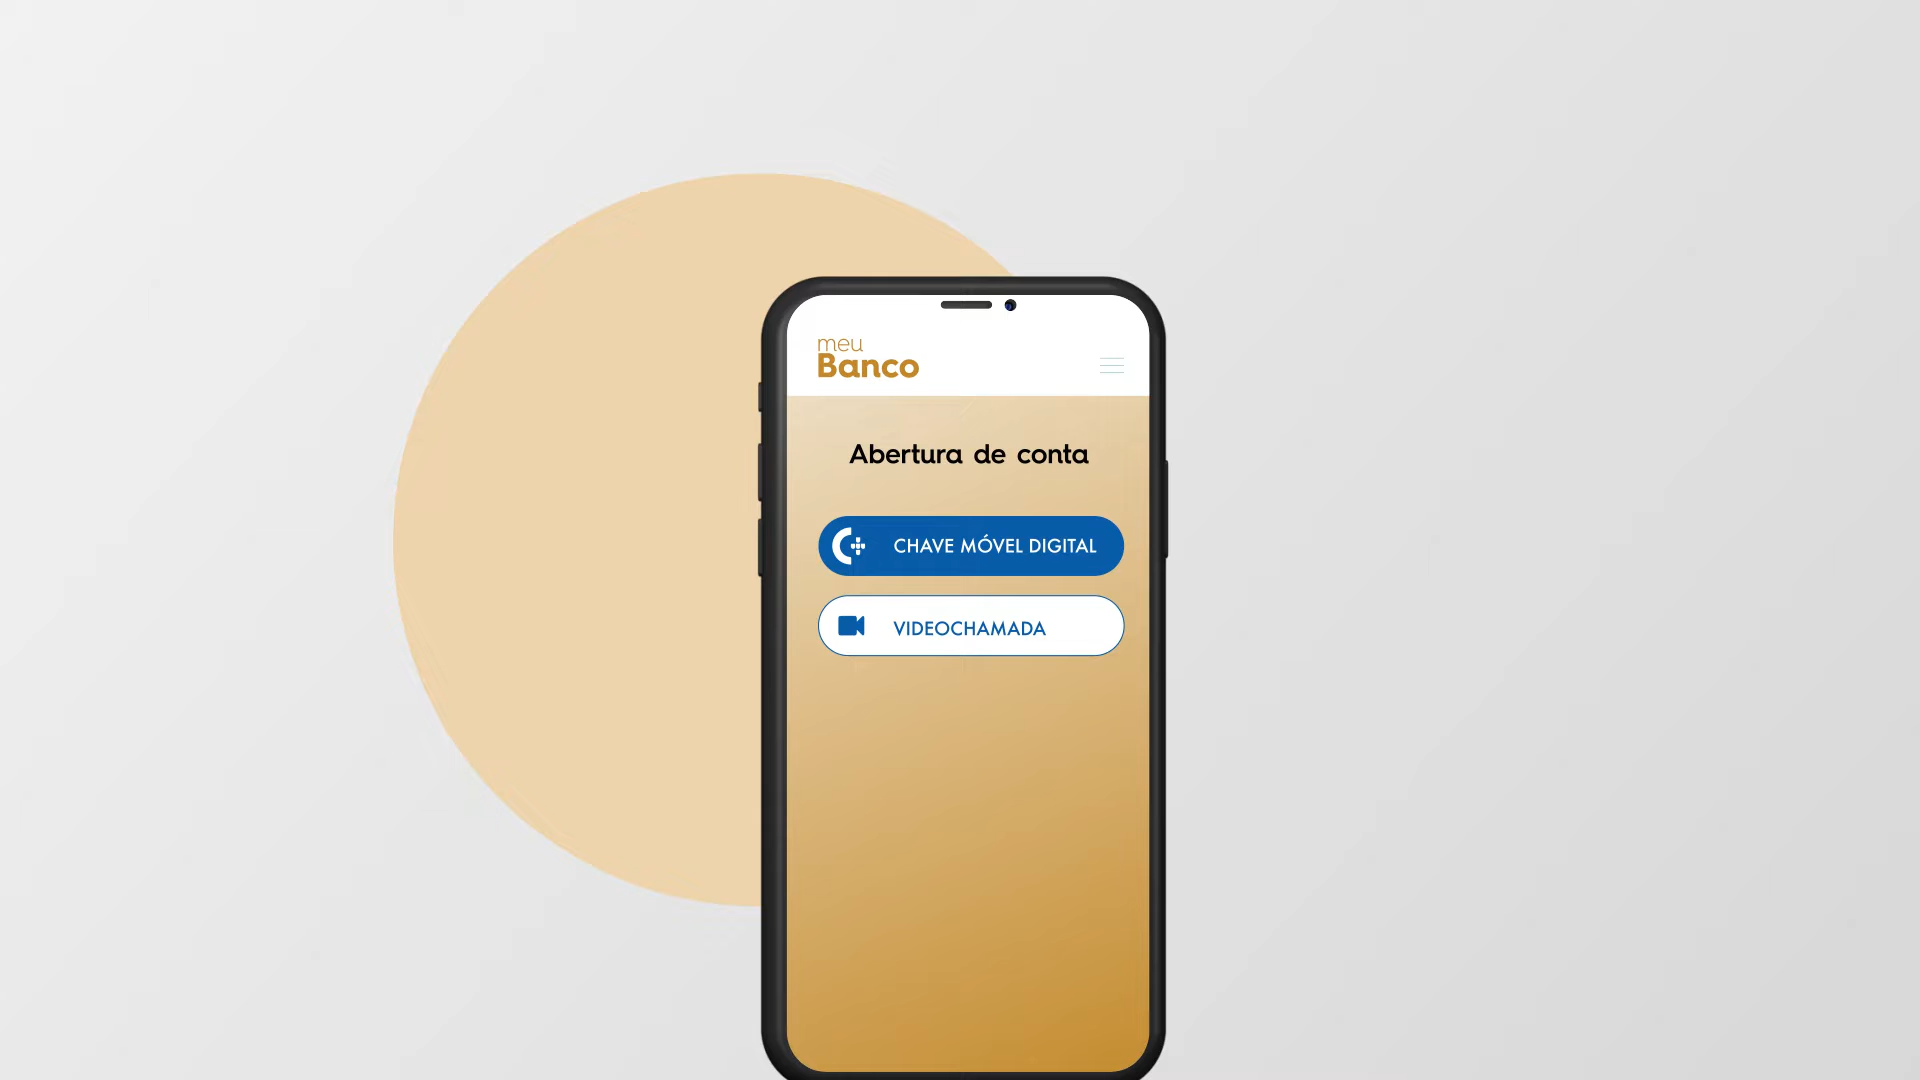 meu
Banco
Abertura de conta
CHAVE MÓVEL DIGITAL
VIDEOCHAMADA